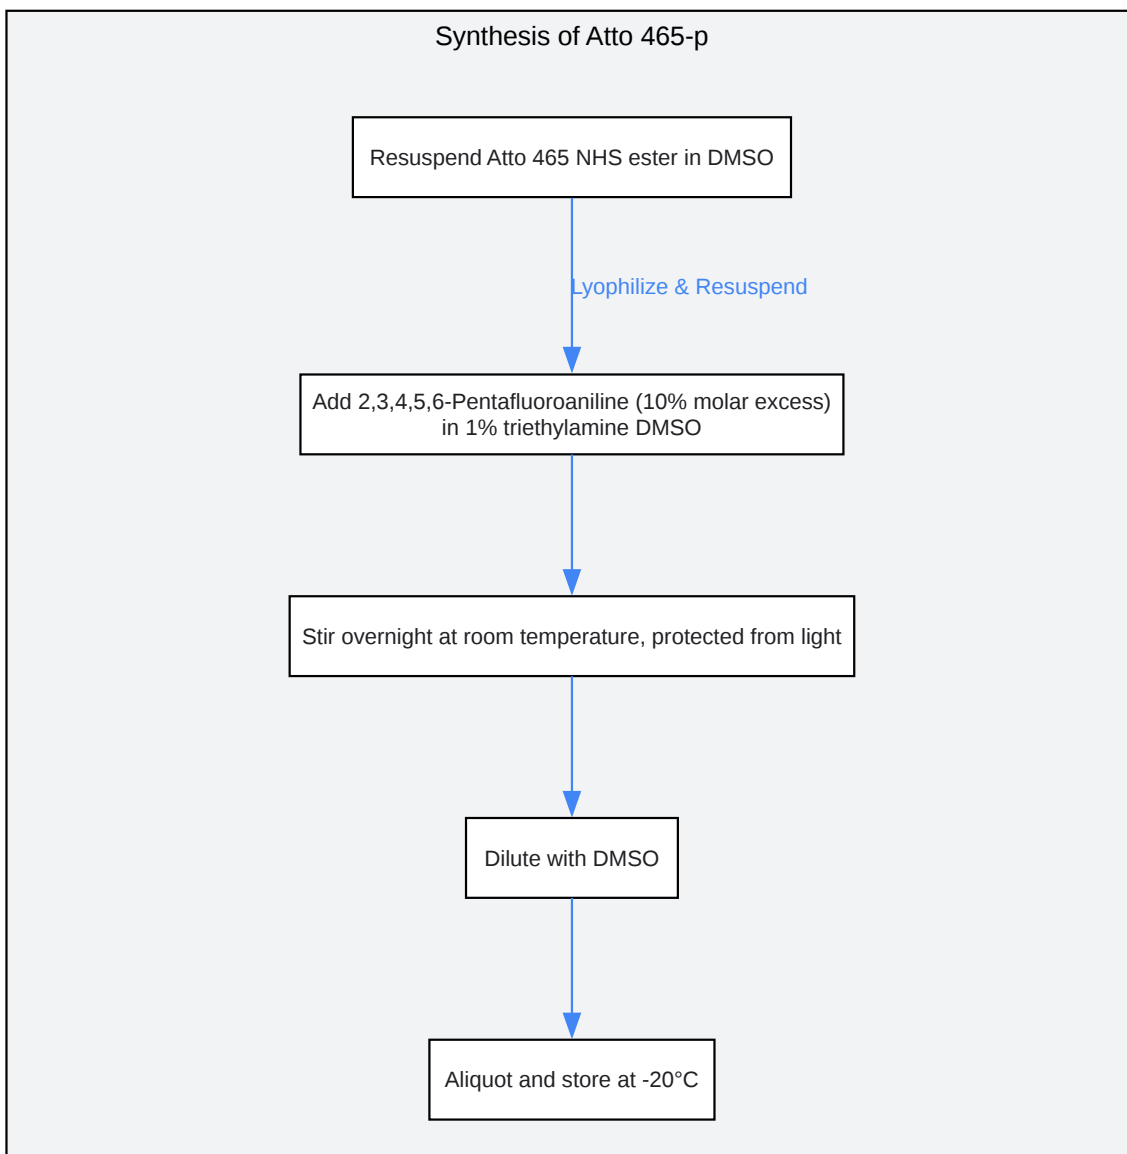 Synthesis of Atto 465-p
Resuspend Atto 465 NHS ester in DMSO
Lyophilize & Resuspend
Add 2,3,4,5,6-Pentafluoroaniline (10% molar excess)
in 1% triethylamine DMSO
Stir overnight at room temperature, protected from light
Dilute with DMSO
Aliquot and store at -20°C